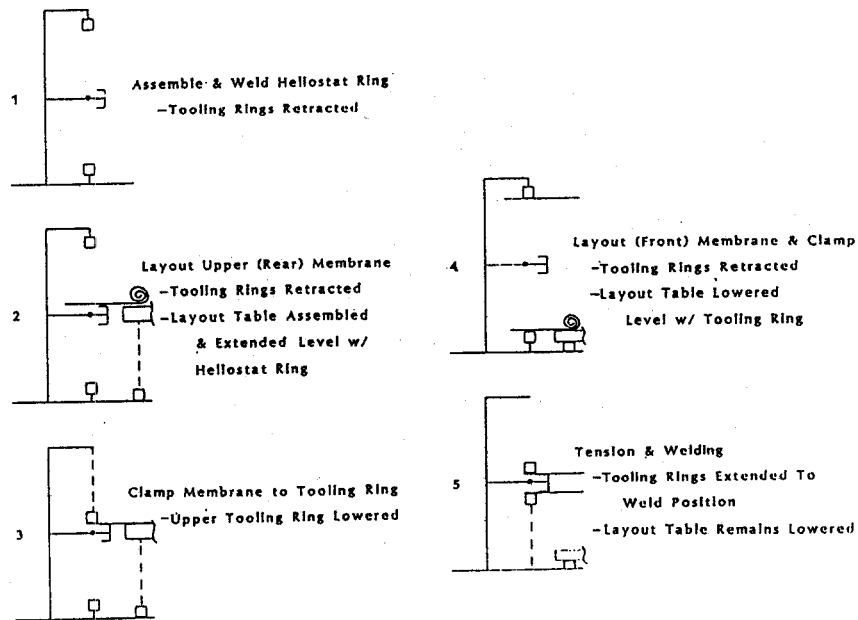 1
Assemble & Weld Heliostat Ring
-Tooling Rings Retracted
2
Layout Upper (Rear) Membrane
-Tooling Rings Retracted
-Layout Table Assembled
& Extended Level w/
Heliostat Ring
3
Clamp Membrane to Tooling Ring
-Upper Tooling Ring Lowered
4
Layout (Front) Membrane & Clamp
-Tooling Rings Retracted
-Layout Table Lowered
Level w/ Tooling Ring
5
Tension & Welding
-Tooling Rings Extended To
Weld Position
-Layout Table Remains Lowered